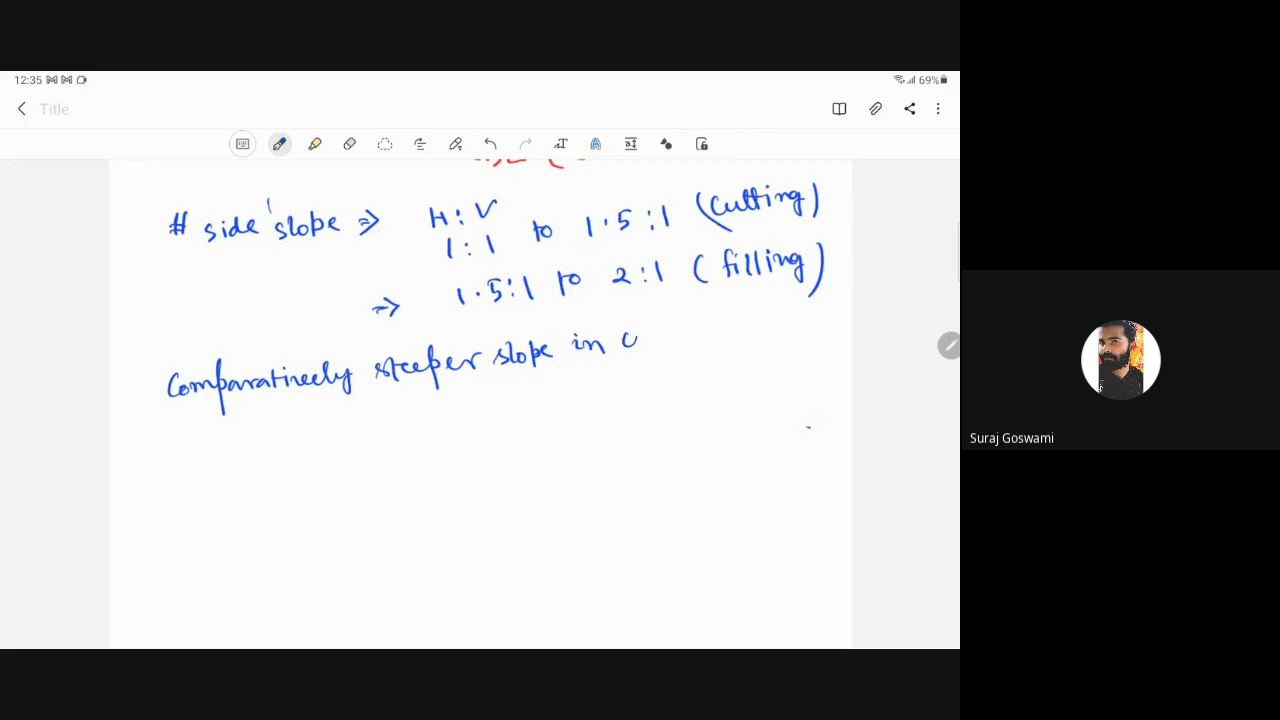 12:35 69%
Title
# side slope ⇒ H:V
1:1 to 1.5:1 (cutting)
⇒ 1.5:1 to 2:1 (filling)
Comparatively steeper slope in c
Suraj Goswami